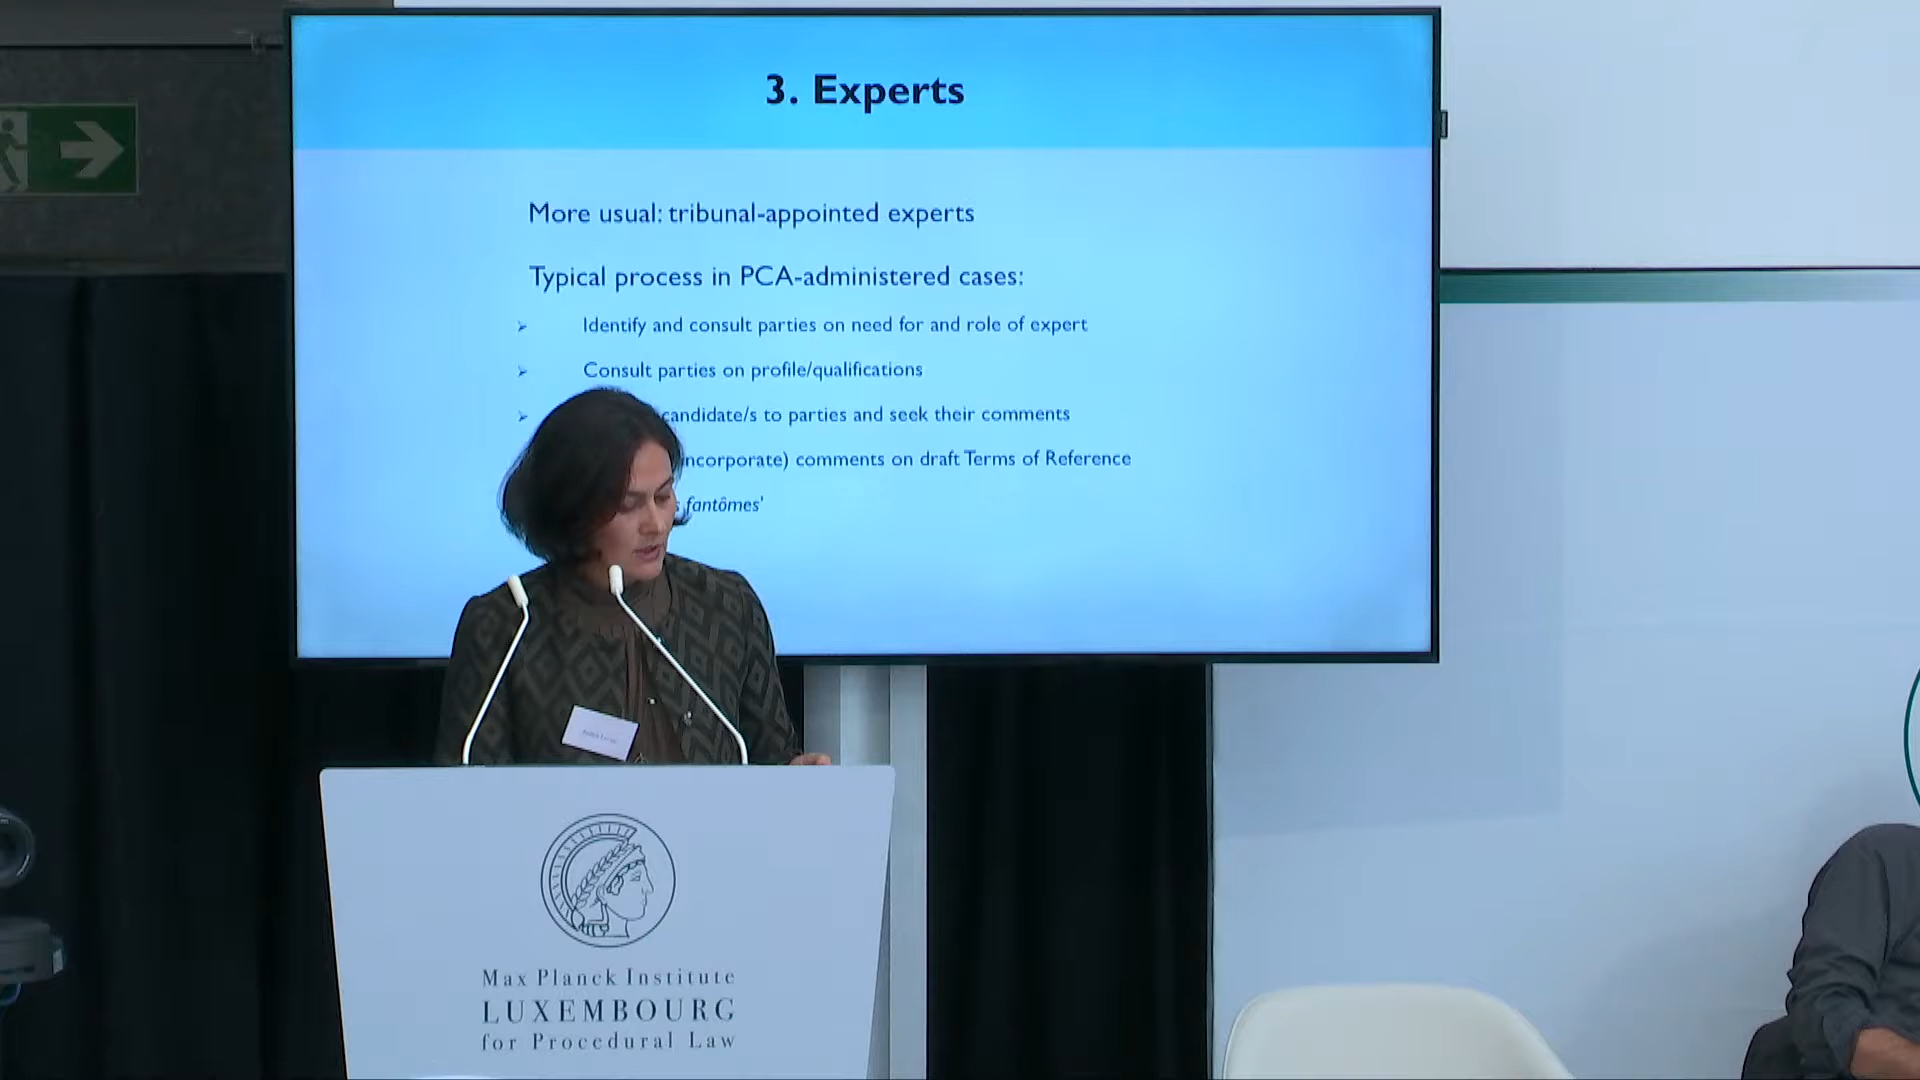 3. Experts
More usual: tribunal-appointed experts
Typical process in PCA-administered cases:
Identify and consult parties on need for and role of expert
Consult parties on profile/qualifications
candidate/s to parties and seek their comments
ncorporate) comments on draft Terms of Reference
fantômes'
Max Planck Institute
LUXEMBOURG
for Procedural Law